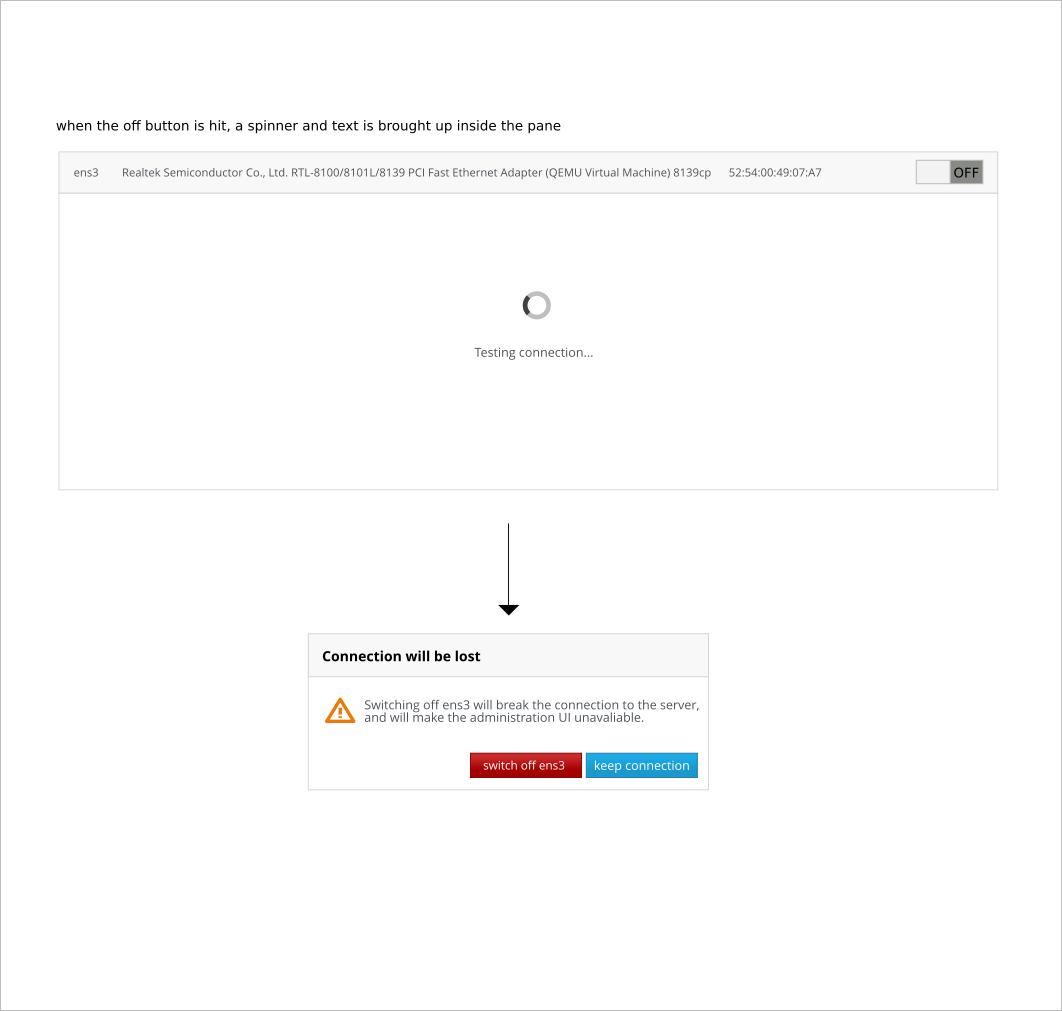 when the off button is hit, a spinner and text is brought up inside the pane
ens3 Realtek Semiconductor Co., Ltd. RTL-8100/8101L/8139 PCI Fast Ethernet Adapter (QEMU Virtual Machine) 8139cp 52:54:00:49:07:A7 OFF
Testing connection...
Connection will be lost
Switching off ens3 will break the connection to the server,
and will make the administration UI unavaliable.
switch off ens3 keep connection